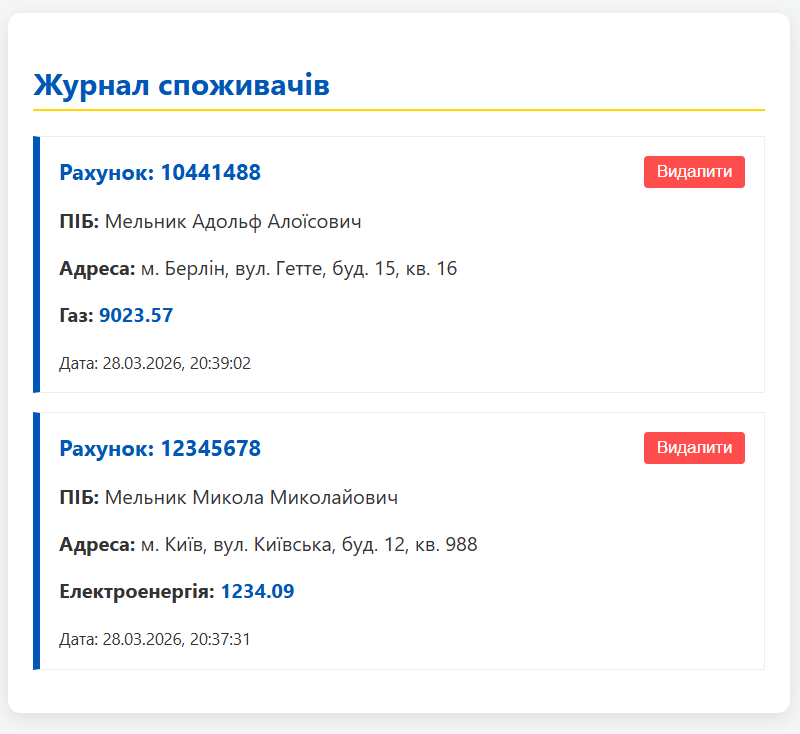 Журнал споживачів
Рахунок: 10441488
Видалити
ПІБ: Мельник Адольф Алоїсович
Адреса: м. Берлін, вул. Гетте, буд. 15, кв. 16
Газ: 9023.57
Дата: 28.03.2026, 20:39:02
Рахунок: 12345678
Видалити
ПІБ: Мельник Микола Миколайович
Адреса: м. Київ, вул. Київська, буд. 12, кв. 988
Електроенергія: 1234.09
Дата: 28.03.2026, 20:37:31